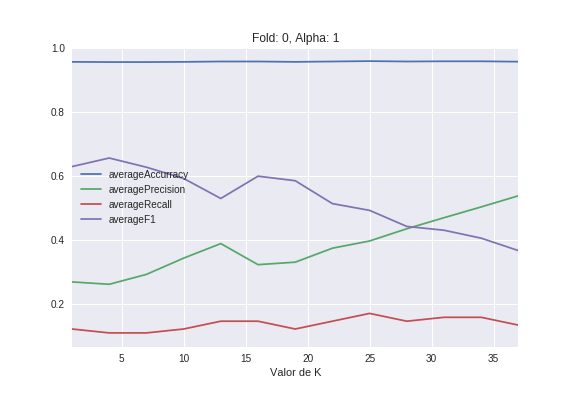 Fold: 0, Alpha: 1
1.0
0.8
0.6
0.4
0.2
averageAccurracy
averagePrecision
averageRecall
averageF1
5 10 15 20 25 30 35
Valor de K